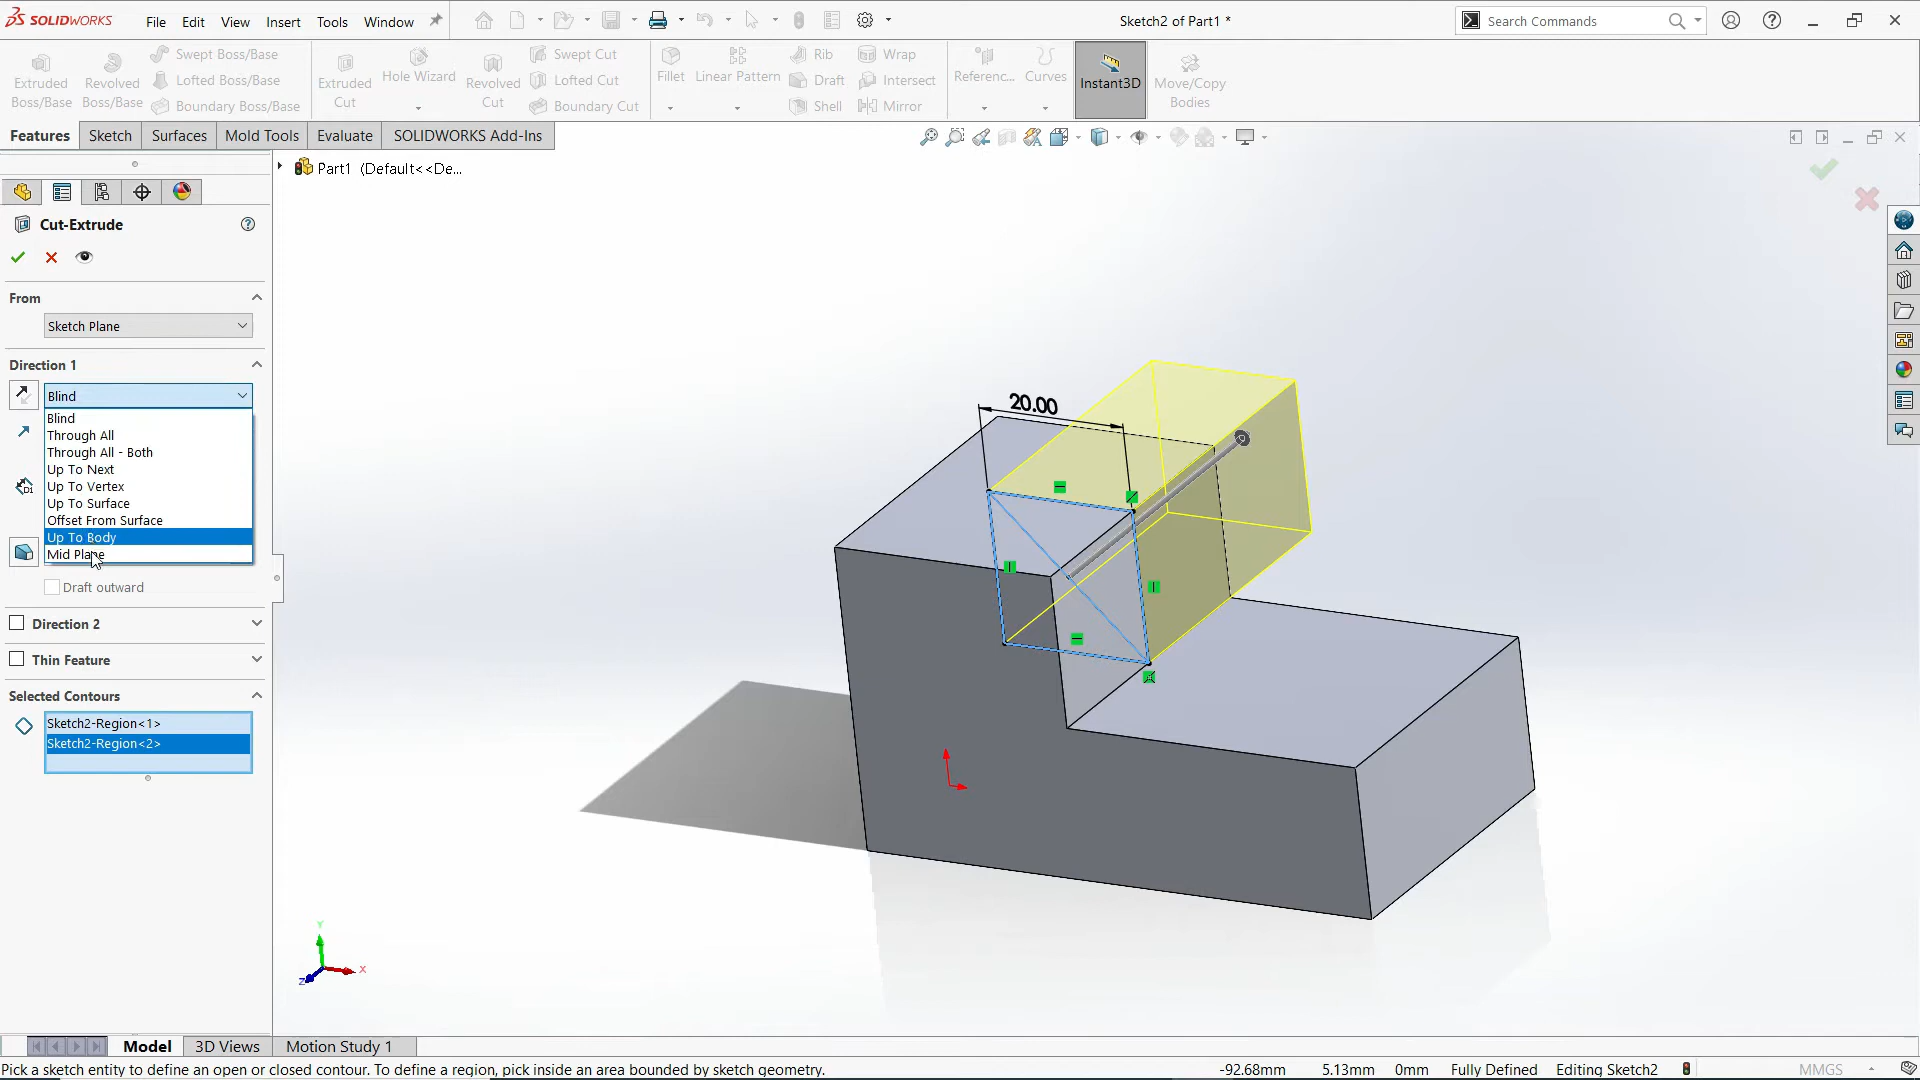 SOLIDWORKS File Edit View Insert Tools Window Sketch2 of Part1 * Search Commands
Extruded Boss/Base Revolved Boss/Base Swept Boss/Base Lofted Boss/Base Boundary Boss/Base Extruded Cut Hole Wizard Revolved Cut Swept Cut Lofted Cut Boundary Cut Fillet Linear Pattern Rib Draft Shell Wrap Intersect Mirror Referenc... Curves Instant3D Move/Copy Bodies
Features Sketch Surfaces Mold Tools Evaluate SOLIDWORKS Add-Ins
Part1 (Default<<De...
Cut-Extrude
From
Sketch Plane
Direction 1
Blind
Blind
Through All
Through All - Both
Up To Next
Up To Vertex
Up To Surface
Offset From Surface
Up To Body
Mid Plane
Draft outward
Direction 2
Thin Feature
Selected Contours
Sketch2-Region<1>
Sketch2-Region<2>
20.00
Y
X
Z
Model 3D Views Motion Study 1
Pick a sketch entity to define an open or closed contour. To define a region, pick inside an area bounded by sketch geometry. -92.68mm 5.13mm 0mm Fully Defined Editing Sketch2 MMGS